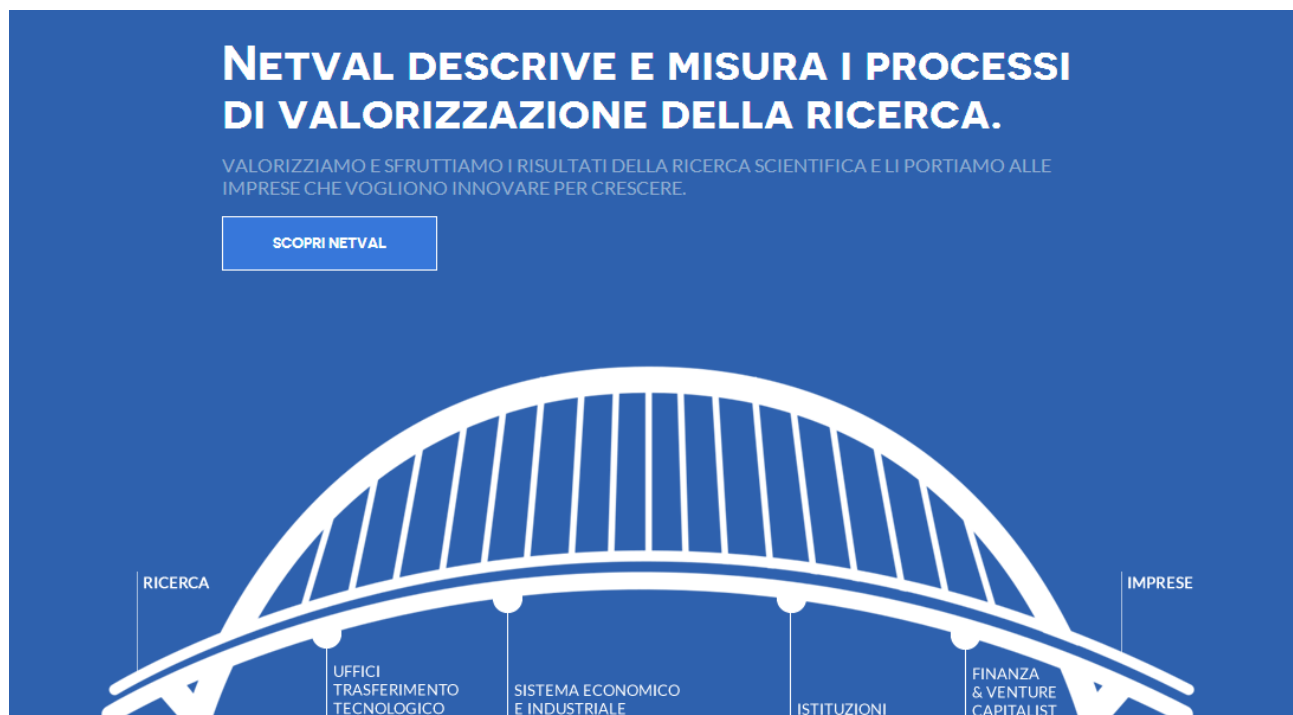 NETVAL DESCRIVE E MISURA I PROCESSI
DI VALORIZZAZIONE DELLA RICERCA.
VALORIZZIAMO E SFRUTTIAMO I RISULTATI DELLA RICERCA SCIENTIFICA E LI PORTIAMO ALLE
IMPRESE CHE VOGLIONO INNOVARE PER CRESCERE.
SCOPRI NETVAL
RICERCA
IMPRESE
UFFICI
TRASFERIMENTO
TECNOLOGICO
SISTEMA ECONOMICO
E INDUSTRIALE
ISTITUZIONI
FINANZA
& VENTURE
CAPITALIST